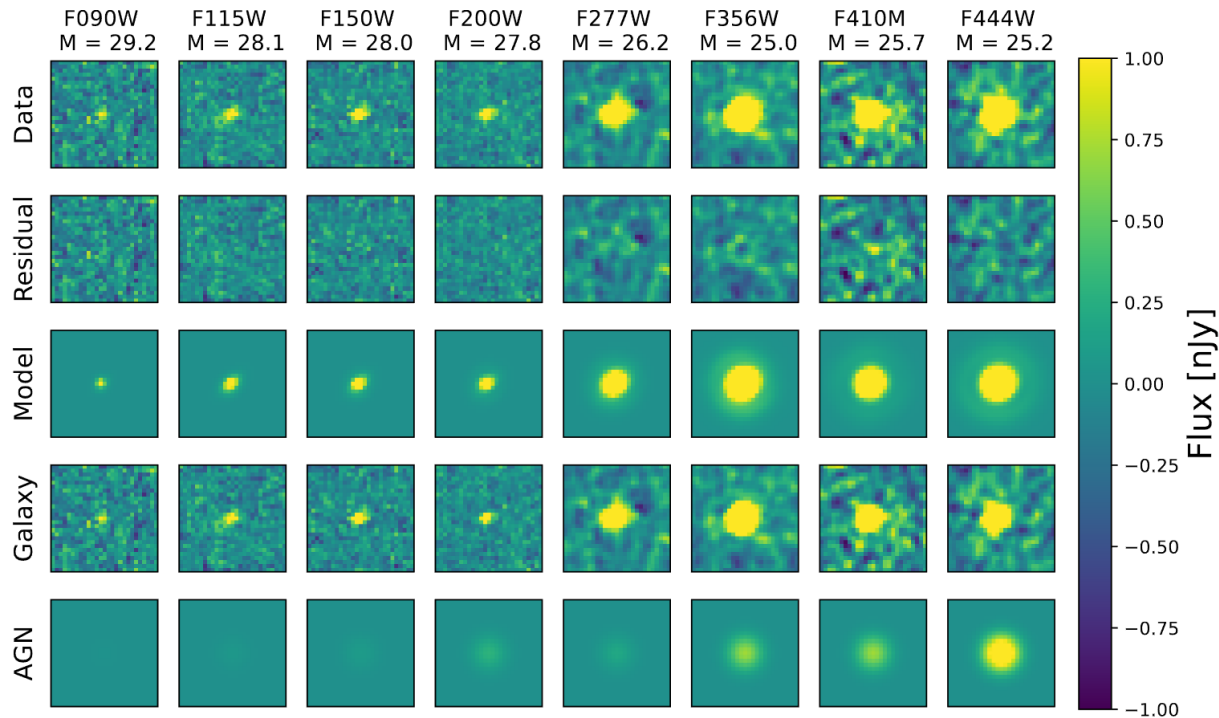 F090W F115W F150W F200W F277W F356W F410M F444W
M = 29.2 M = 28.1 M = 28.0 M = 27.8 M = 26.2 M = 25.0 M = 25.7 M = 25.2
Data
Residual
Model
Galaxy
AGN
1.00
0.75
0.50
0.25
0.00
−0.25
−0.50
−0.75
−1.00
Flux [nJy]